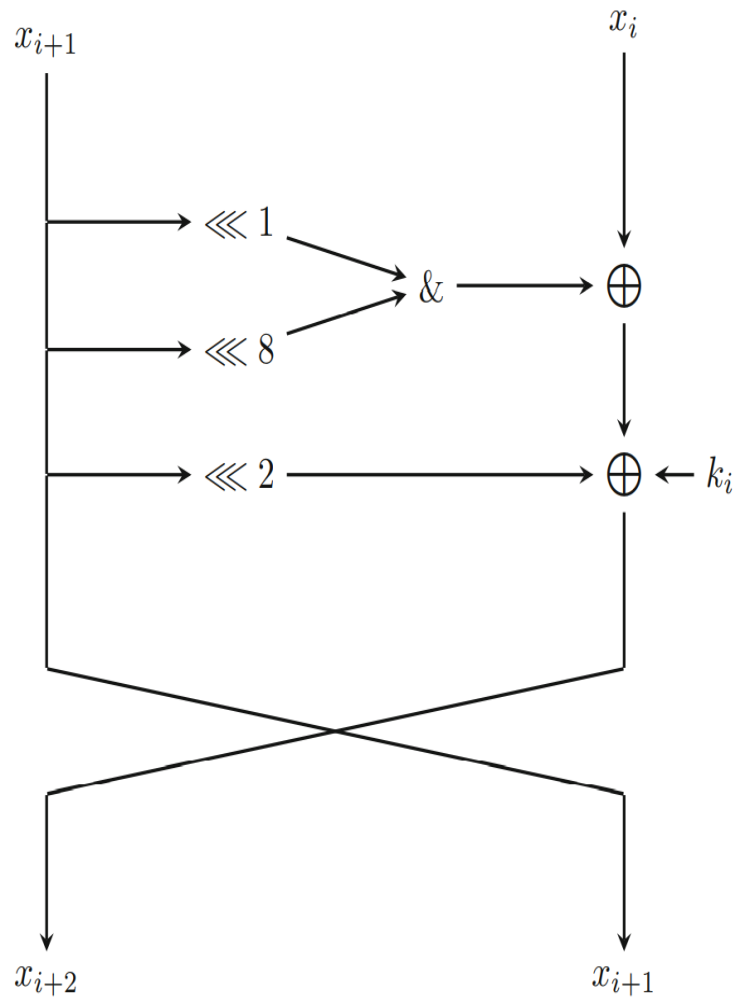 x_{i+1} x_i
⋘ 1
& ⊕
⋘ 8
⋘ 2 ⊕ k_i
x_{i+2} x_{i+1}